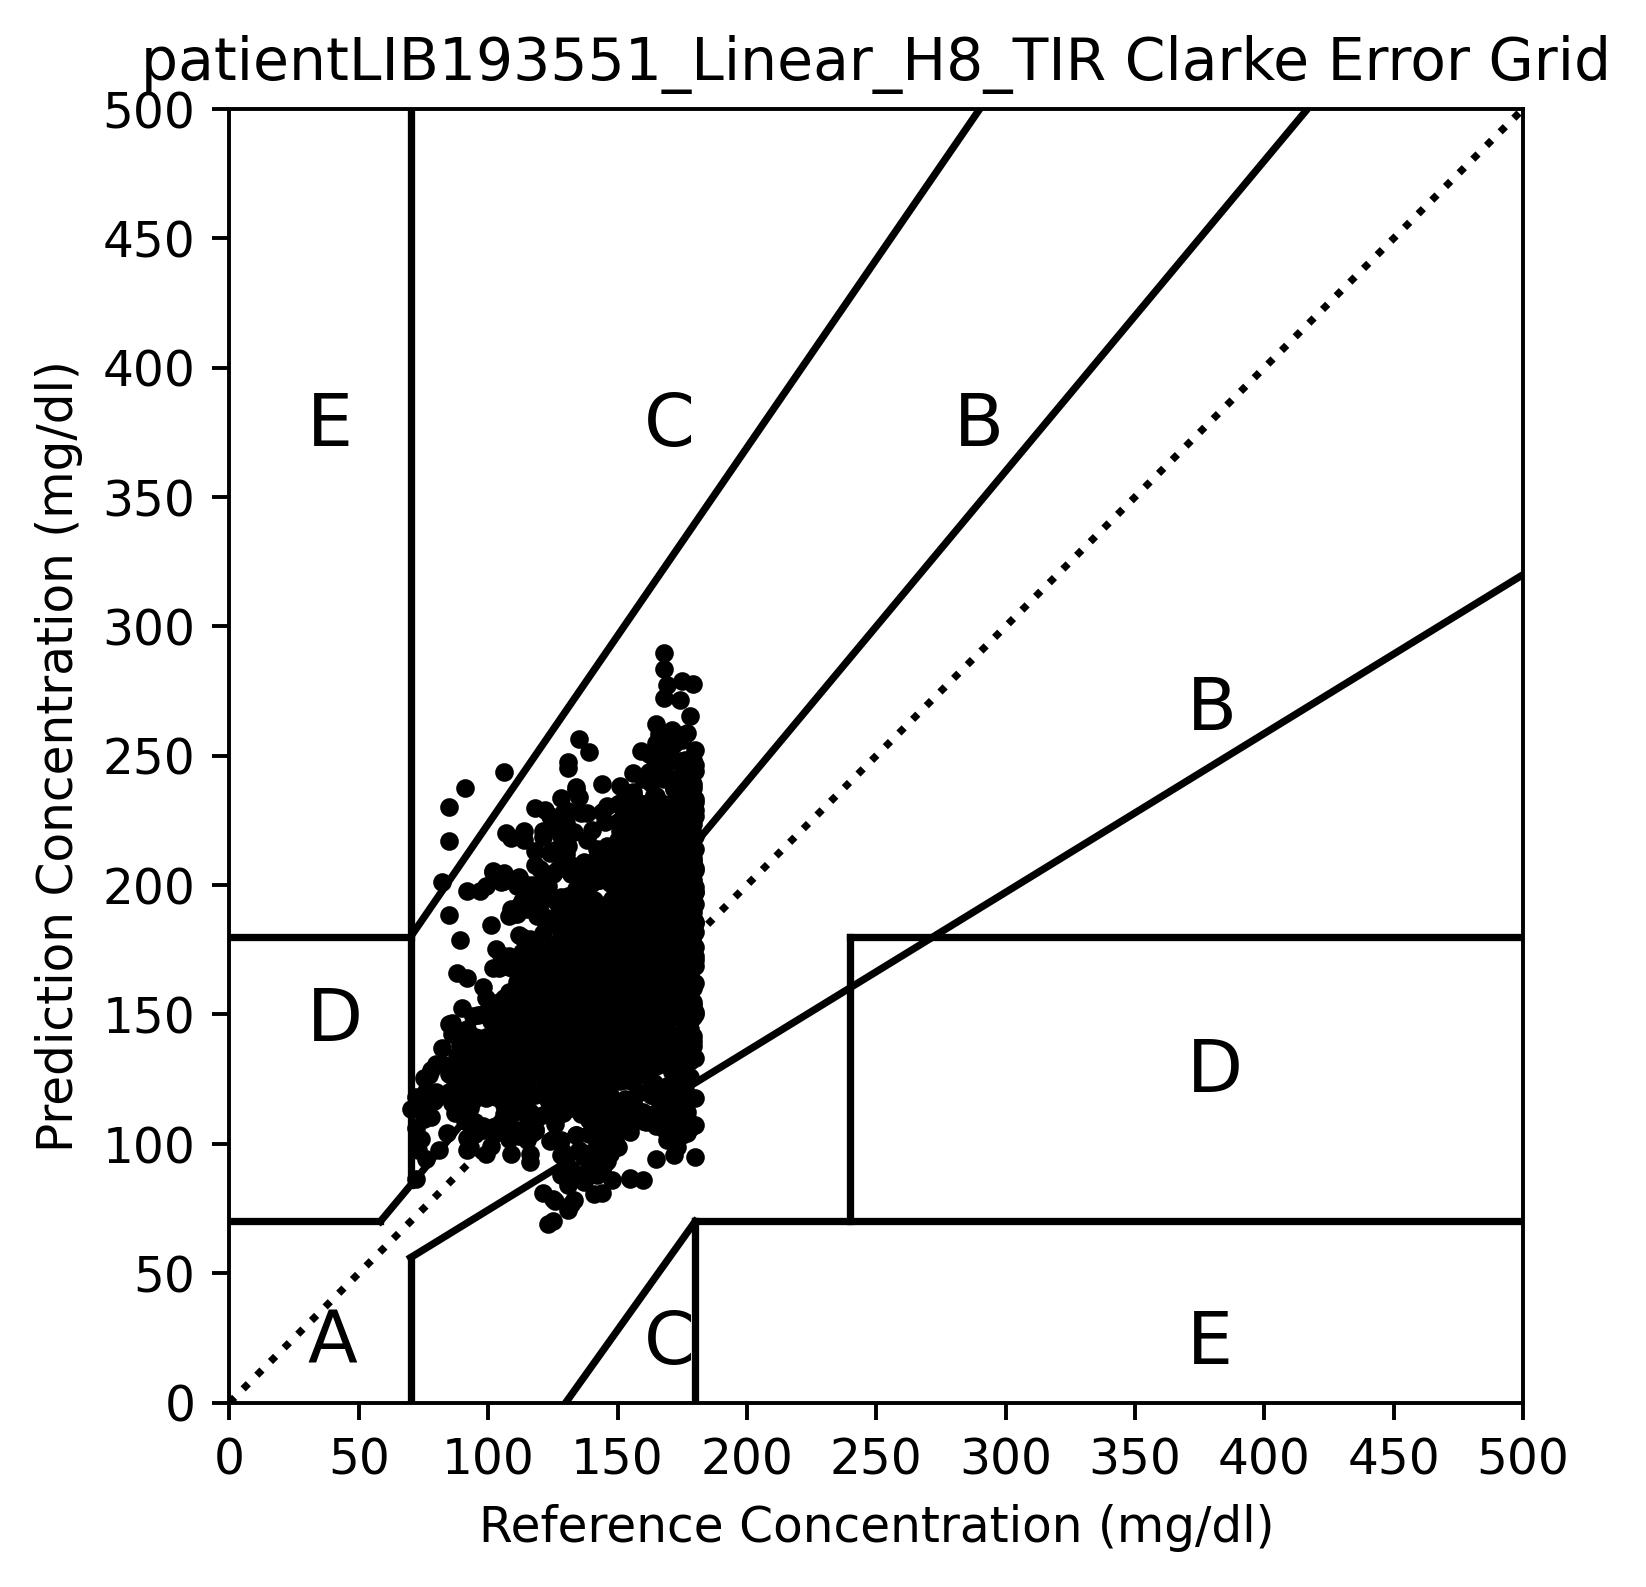 patientLIB193551_Linear_H8_TIR Clarke Error Grid
500
450
400
350
300
250
200
150
100
50
0
Prediction Concentration (mg/dl)
E
C
B
B
D
D
A
C
E
0 50 100 150 200 250 300 350 400 450 500
Reference Concentration (mg/dl)